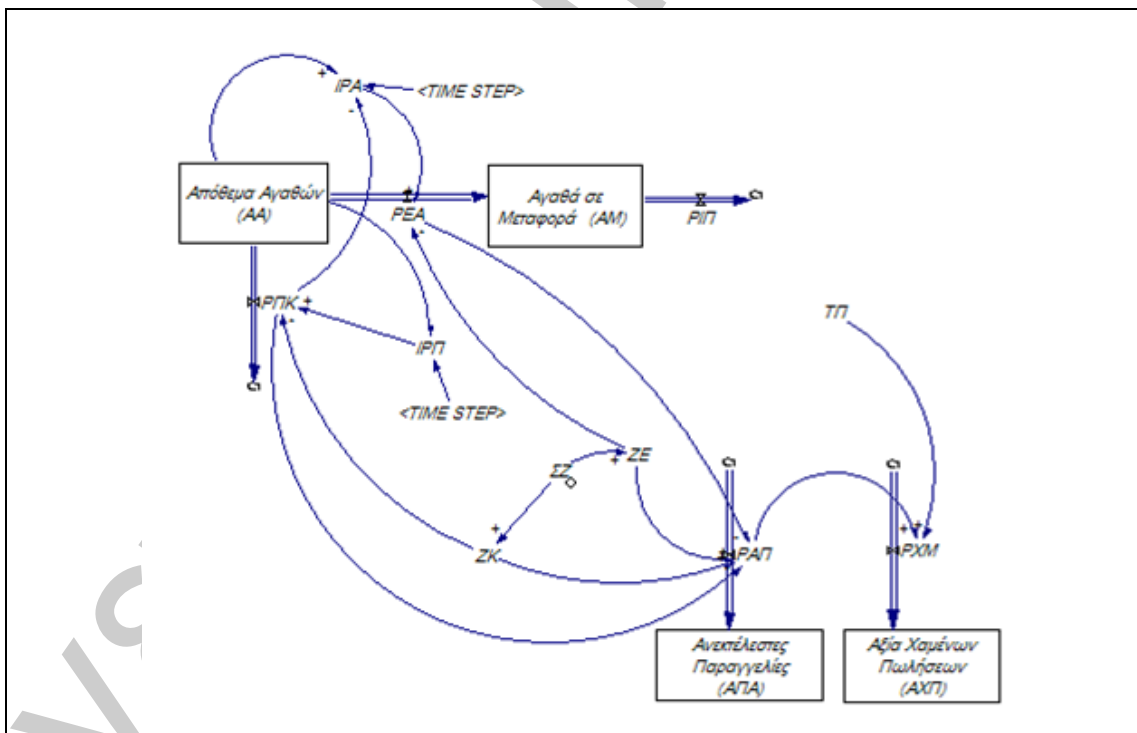 ΙΡΑ
<TIME STEP>
Απόθεμα Αγαθών
(ΑΑ)
Αγαθά σε
Μεταφορά (ΑΜ)
ΡΕΑ
ΡΙΠ
ΡΠΚ
ΤΠ
ΙΡΠ
<TIME STEP>
ΖΕ
ΣΖ
ΖΚ
ΡΑΠ
ΡΧΜ
Ανεκτέλεστες
Παραγγελίες
(ΑΠΑ)
Αξία Χαμένων
Πωλήσεων
(ΑΧΠ)